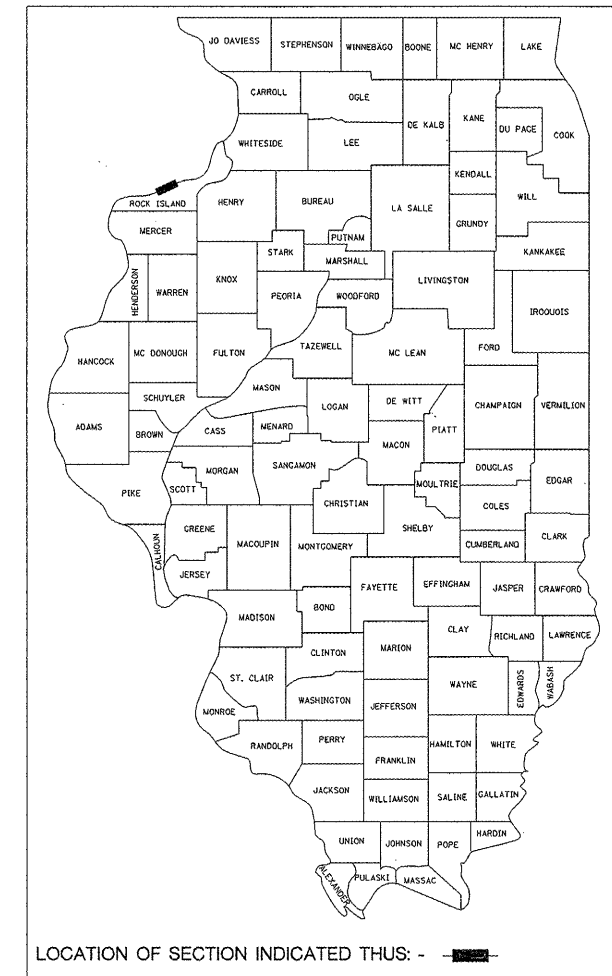 JO DAVIESS STEPHENSON WINNEBAGO BOONE MC HENRY LAKE
CARROLL OGLE DE KALB KANE DU PAGE COOK
WHITESIDE LEE
KENDALL WILL
ROCK ISLAND HENRY BUREAU LA SALLE GRUNDY
MERCER PUTNAM
STARK MARSHALL KANKAKEE
HENDERSON WARREN KNOX PEORIA WOODFORD LIVINGSTON IROQUOIS
HANCOCK MC DONOUGH FULTON TAZEWELL MC LEAN FORD
MASON
SCHUYLER LOGAN DE WITT CHAMPAIGN VERMILION
ADAMS BROWN CASS MENARD MACON PIATT
PIKE SCOTT MORGAN SANGAMON CHRISTIAN MOULTRIE DOUGLAS EDGAR
COLES
CALHOUN GREENE MACOUPIN MONTGOMERY SHELBY CUMBERLAND CLARK
JERSEY FAYETTE EFFINGHAM JASPER CRAWFORD
MADISON BOND
CLAY RICHLAND LAWRENCE
CLINTON MARION
ST. CLAIR WAYNE EDWARDS WABASH
MONROE WASHINGTON JEFFERSON
RANDOLPH PERRY HAMILTON WHITE
FRANKLIN
JACKSON WILLIAMSON SALINE GALLATIN
UNION JOHNSON POPE HARDIN
ALEXANDER PULASKI MASSAC
LOCATION OF SECTION INDICATED THUS: -